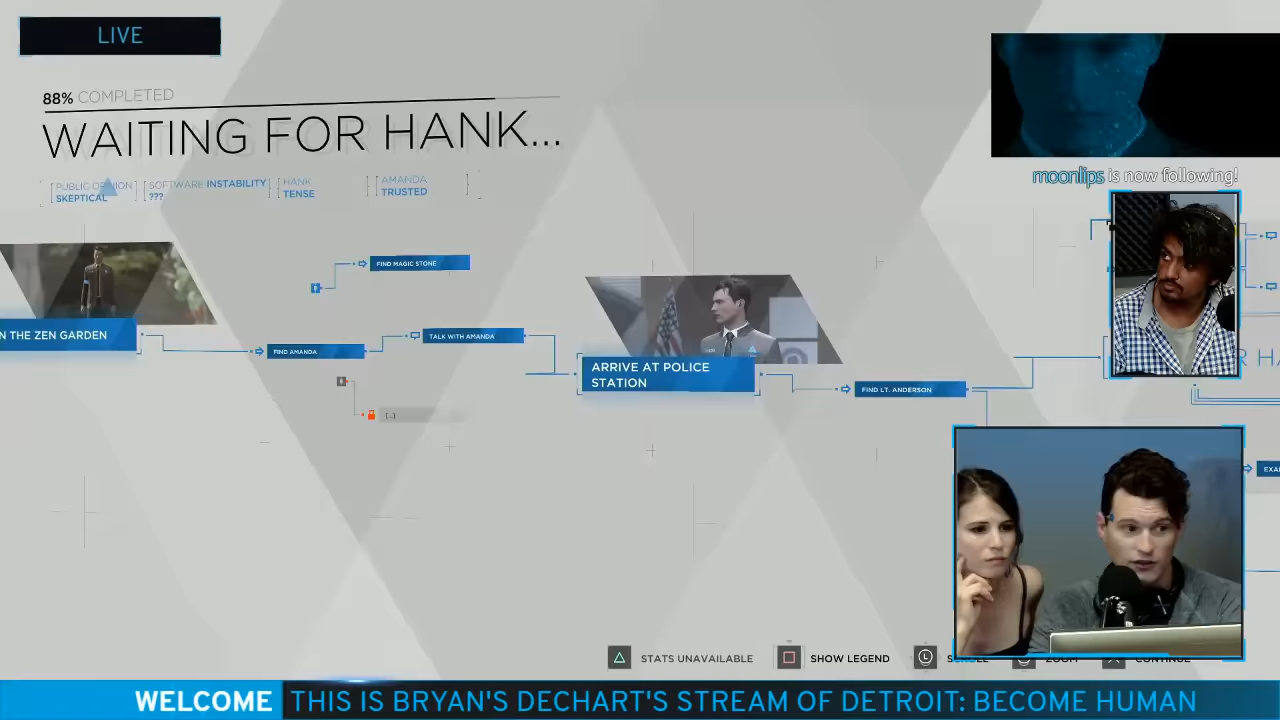 LIVE
88% COMPLETED
WAITING FOR HANK...
PUBLIC OPINION
SKEPTICAL
SOFTWARE INSTABILITY
???
HANK
TENSE
AMANDA
TRUSTED
moonlips is now following!
FIND MAGIC STONE
N THE ZEN GARDEN
FIND AMANDA
TALK WITH AMANDA
ARRIVE AT POLICE
STATION
FIND LT. ANDERSON
(...)
EXA
STATS UNAVAILABLE
SHOW LEGEND
ZOOM
CONTINUE
WELCOME
THIS IS BRYAN'S DECHART'S STREAM OF DETROIT: BECOME HUMAN